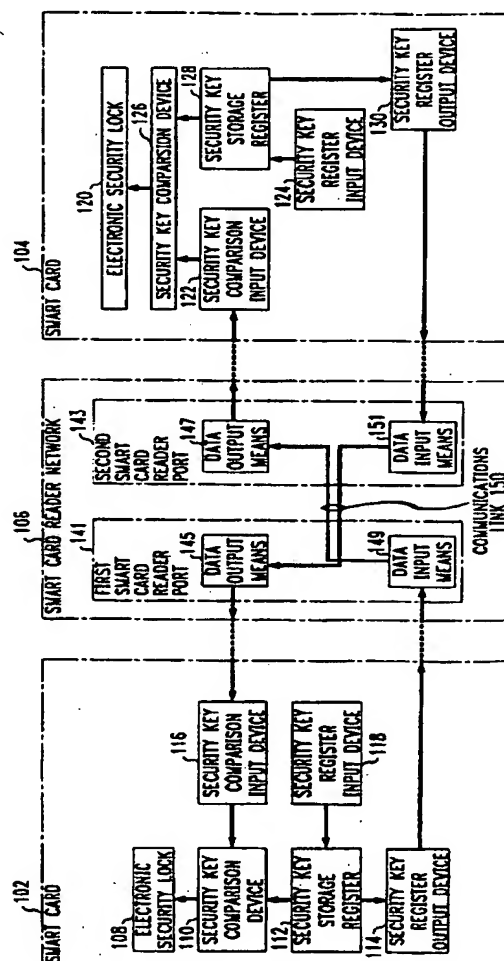 102
SMART CARD
108
ELECTRONIC
SECURITY LOCK
110
SECURITY KEY
COMPARISON
DEVICE
112
SECURITY KEY
STORAGE
REGISTER
114
SECURITY KEY
REGISTER
OUTPUT DEVICE
116
SECURITY KEY
COMPARISON
INPUT DEVICE
118
SECURITY KEY
REGISTER
INPUT DEVICE
106
SMART CARD READER NETWORK
141
FIRST
SMART
CARD
READER
PORT
145
DATA
OUTPUT
MEANS
149
DATA
INPUT
MEANS
143
SECOND
SMART
CARD
READER
PORT
147
DATA
OUTPUT
MEANS
151
DATA
INPUT
MEANS
COMMUNICATIONS
LINK 150
104
SMART CARD
120
ELECTRONIC SECURITY LOCK
126
SECURITY KEY COMPARSION DEVICE
122
SECURITY KEY
COMPARISON
INPUT DEVICE
128
SECURITY KEY
STORAGE
REGISTER
124
SECURITY KEY
REGISTER
INPUT DEVICE
130
SECURITY KEY
REGISTER
OUTPUT DEVICE